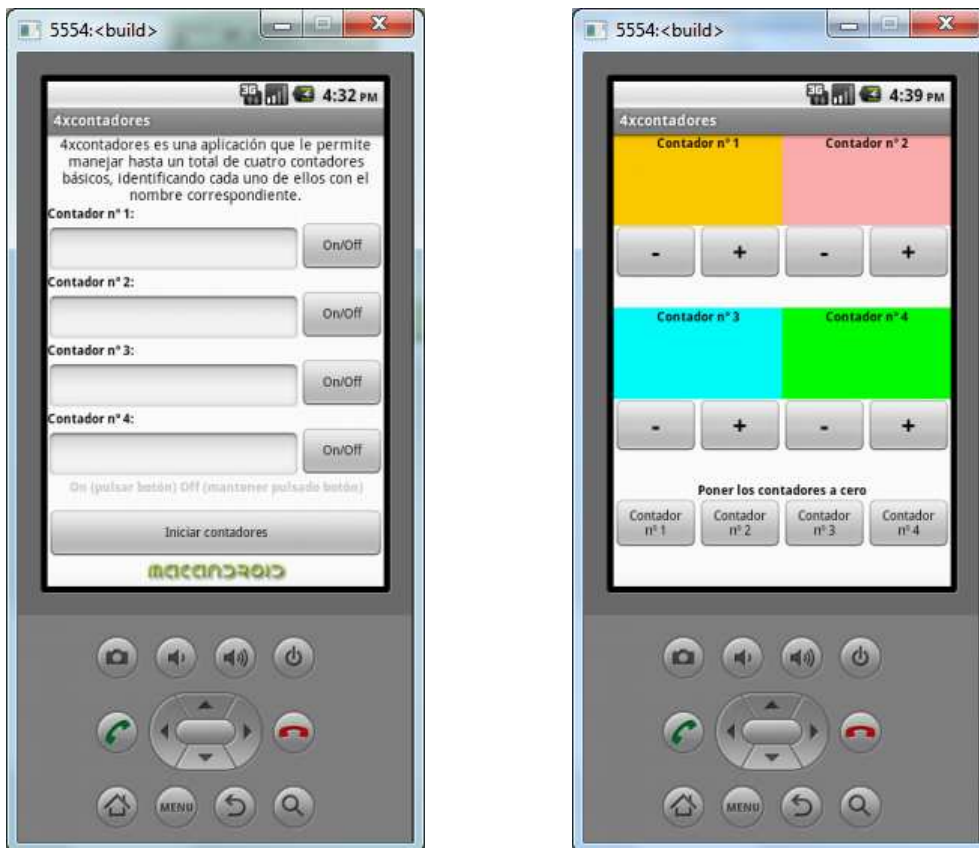 5554:<build>
3G 4:32 PM
4xcontadores
4xcontadores es una aplicación que le permite
manejar hasta un total de cuatro contadores
básicos, identificando cada uno de ellos con el
nombre correspondiente.
Contador nº 1:
On/Off
Contador nº 2:
On/Off
Contador nº 3:
On/Off
Contador nº 4:
On/Off
On (pulsar botón) Off (mantener pulsado botón)
Iniciar contadores
macandroid
MENU
5554:<build>
3G 4:39 PM
4xcontadores
Contador nº 1 Contador nº 2
- + - +
Contador nº 3 Contador nº 4
- + - +
Poner los contadores a cero
Contador nº 1
Contador nº 2
Contador nº 3
Contador nº 4
MENU